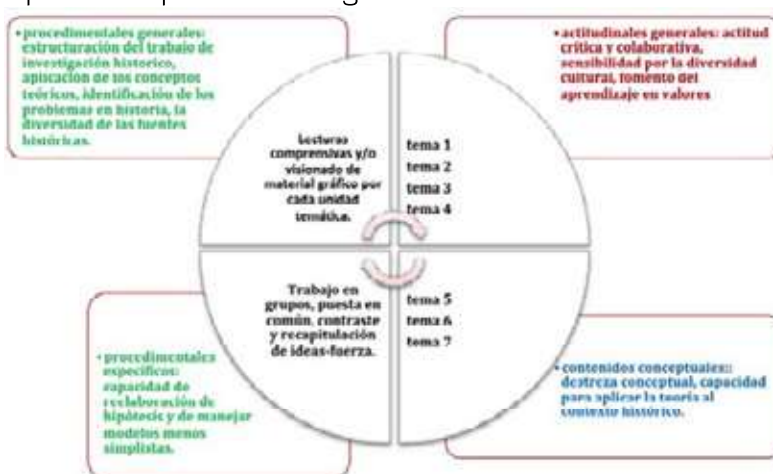 • procedimentales generales:
estructuración del trabajo de
investigación histórico,
aplicación de los conceptos
teóricos, identificación de los
problemas en historia, la
diversidad de las fuentes
históricas.
• actitudinales generales: actitud
crítica y colaborativa,
sensibilidad por la diversidad
cultural, fomento del
aprendizaje en valores
Lecturas
comprensivas y/o
visionado de
material gráfico por
cada unidad
temática.
tema 1
tema 2
tema 3
tema 4
Trabajo en
grupos, puesta en
común, contraste
y recapitulación
de ideas-fuerza.
tema 5
tema 6
tema 7
• procedimentales
específicos:
capacidad de
reelaboración de
hipótesis y de manejar
modelos menos
simplistas.
• contenidos conceptuales::
destreza conceptual, capacidad
para aplicar la teoría al
contexto histórico.